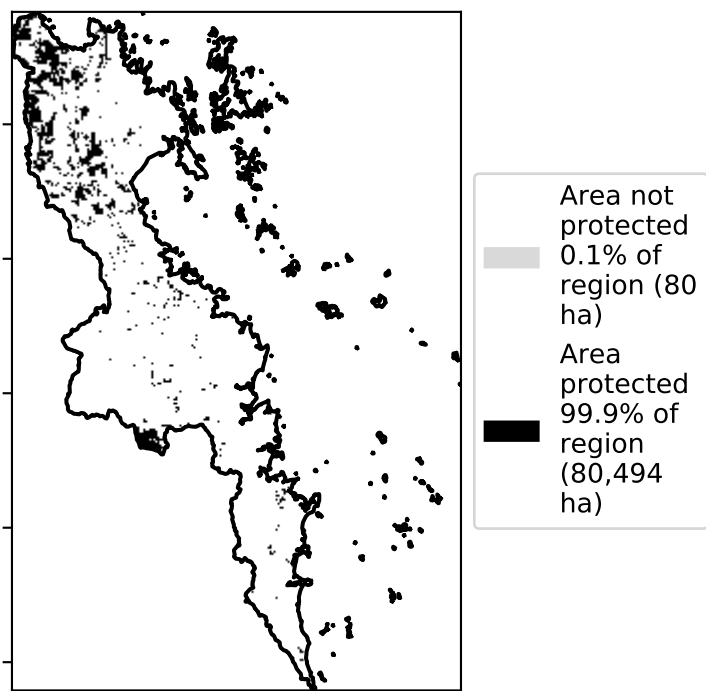 Area not
protected
0.1% of
region (80
ha)
Area
protected
99.9% of
region
(80,494
ha)